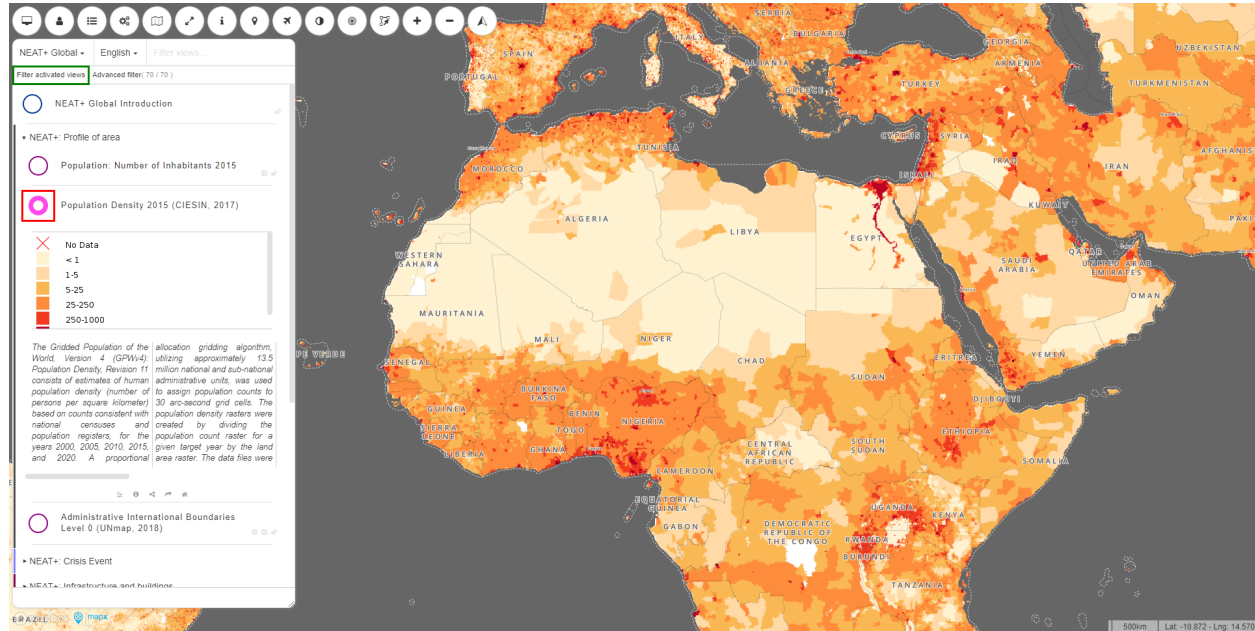 NEAT+ Global
English
Filter views ...
Filter activated views
Advanced filter( 70 / 70 )
NEAT+ Global Introduction
NEAT+: Profile of area
Population: Number of Inhabitants 2015
Population Density 2015 (CIESIN, 2017)
No Data
< 1
1-5
5-25
25-250
250-1000
The Gridded Population of the
World, Version 4 (GPWv4):
Population Density, Revision 11
consists of estimates of human
population density (number of
persons per square kilometer)
based on counts consistent with
national censuses and
population registers, for the
years 2000, 2005, 2010, 2015,
and 2020. A proportional
allocation gridding algorithm,
utilizing approximately 13.5
million national and sub-national
administrative units, was used
to assign population counts to
30 arc-second grid cells. The
population density rasters were
created by dividing the
population count raster for a
given target year by the land
area raster. The data files were
Administrative International Boundaries
Level 0 (UNmap, 2018)
NEAT+: Crisis Event
NEAT+: Infrastructure and buildings
BRAZIL
mapx
SERBIA
ITALY
BULGARIA
SPAIN
ALBANIA
GEORGIA
UZBEKISTAN
ARMENIA
PORTUGAL
GREECE
TURKEY
TURKMENISTAN
CYPRUS
SYRIA
TUNISIA
AFGHANIS
MOROCCO
IRAQ
IRAN
ISRAEL
KUWAIT
ALGERIA
LIBYA
EGYPT
PAKI
WESTERN
SAHARA
SAUDI
ARABIA
QATAR
UNITED ARAB
EMIRATES
OMAN
MAURITANIA
MALI
NIGER
PE VERDE
SENEGAL
CHAD
ERITREA
YEMEN
SUDAN
BURKINA
FASO
DJIBOUTI
GUINEA
BENIN
NIGERIA
SIERRA
LEONE
TOGO
ETHIOPIA
LIBERIA
GHANA
CENTRAL
AFRICAN
REPUBLIC
SOUTH
SUDAN
SOMALIA
CAMEROON
EQUATORIAL
GUINEA
UGANDA
KENYA
GABON
DEMOCRATIC
REPUBLIC OF
THE CONGO
RWANDA
BURUNDI
TANZANIA
500km
Lat: -10.872 - Lng: 14.570